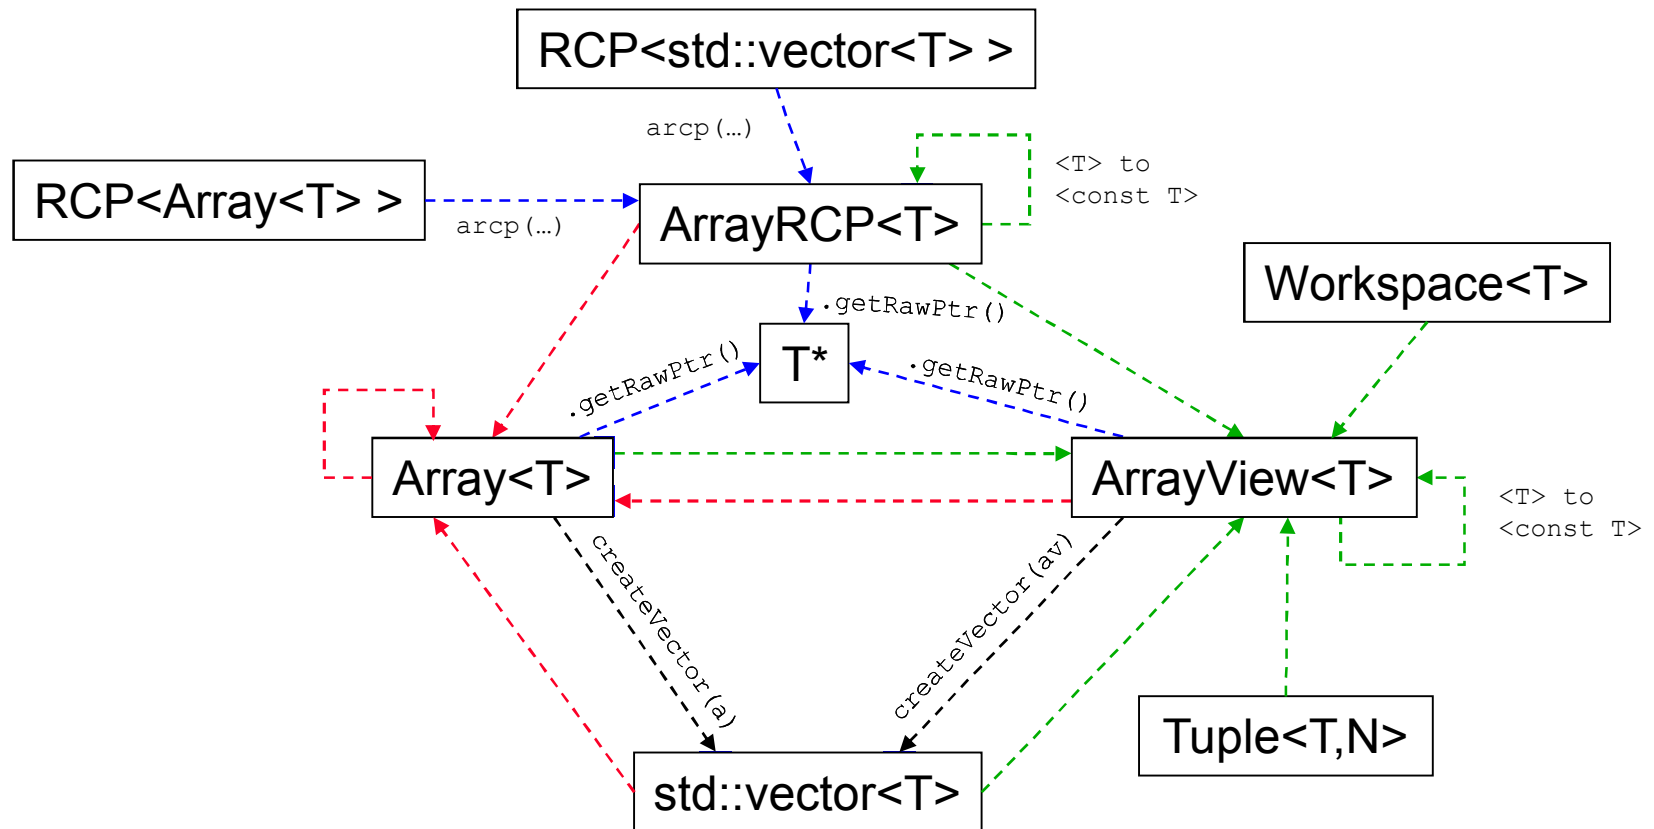 RCP<std::vector<T> >
arcp(…)
<T> to
<const T>
RCP<Array<T> >
arcp(…)
ArrayRCP<T>
Workspace<T>
.getRawPtr()
T*
.getRawPtr()
.getRawPtr()
Array<T>
ArrayView<T>
<T> to
<const T>
createVector(a)
createVector(av)
Tuple<T,N>
std::vector<T>